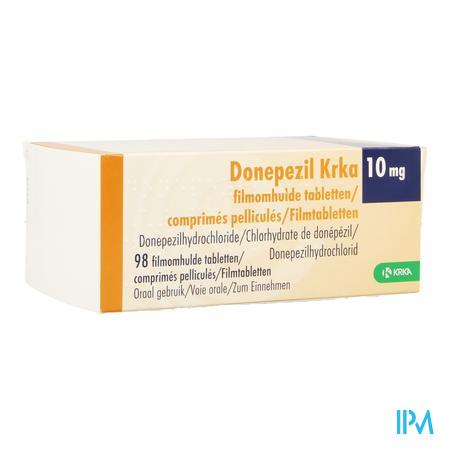 Donepezil Krka 10 mg
filmomhulde tabletten/
comprimés pelliculés/Filmtabletten
Donepezilhydrochloride/Chlorhydrate de donépézil/
Donepezilhydrochlorid
98 filmomhulde tabletten/
comprimés pelliculés/Filmtabletten
Oraal gebruik/Voie orale/Zum Einnehmen
KRKA
IPM